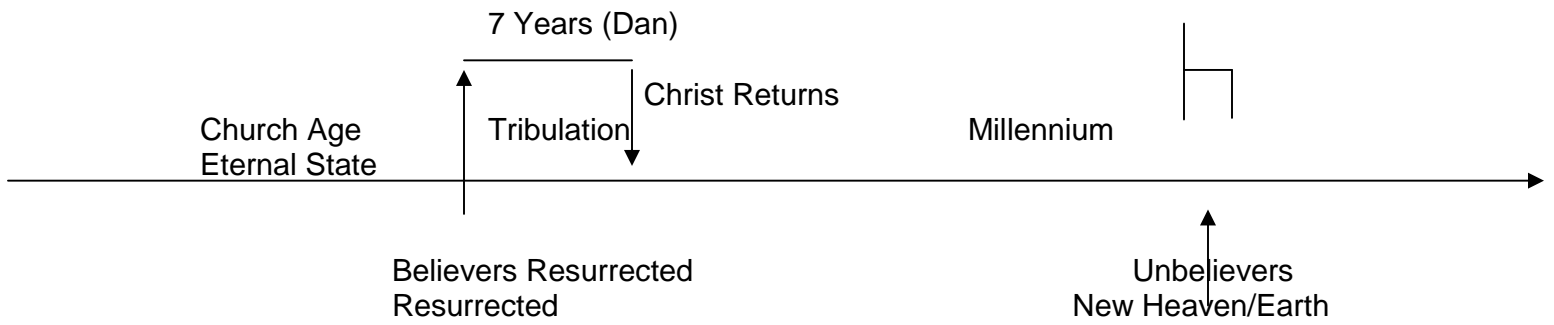 7 Years (Dan)
Christ Returns
Church Age
Tribulation
Millennium
Eternal State
Believers Resurrected
Unbelievers
Resurrected
New Heaven/Earth